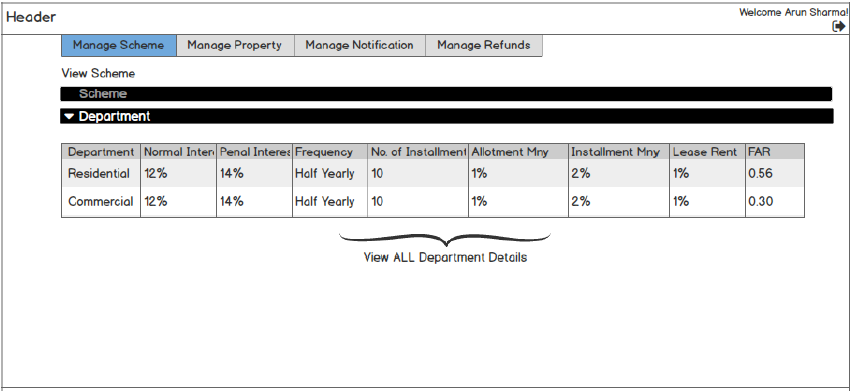 Header
Welcome Arun Sharma!
Manage Scheme Manage Property Manage Notification Manage Refunds
View Scheme
Scheme
Department
Department Normal Inter Penal Interes Frequency No. of Installment Allotment Mny Installment Mny Lease Rent FAR
Residential 12% 14% Half Yearly 10 1% 2% 1% 0.56
Commercial 12% 14% Half Yearly 10 1% 2% 1% 0.30
View ALL Department Details